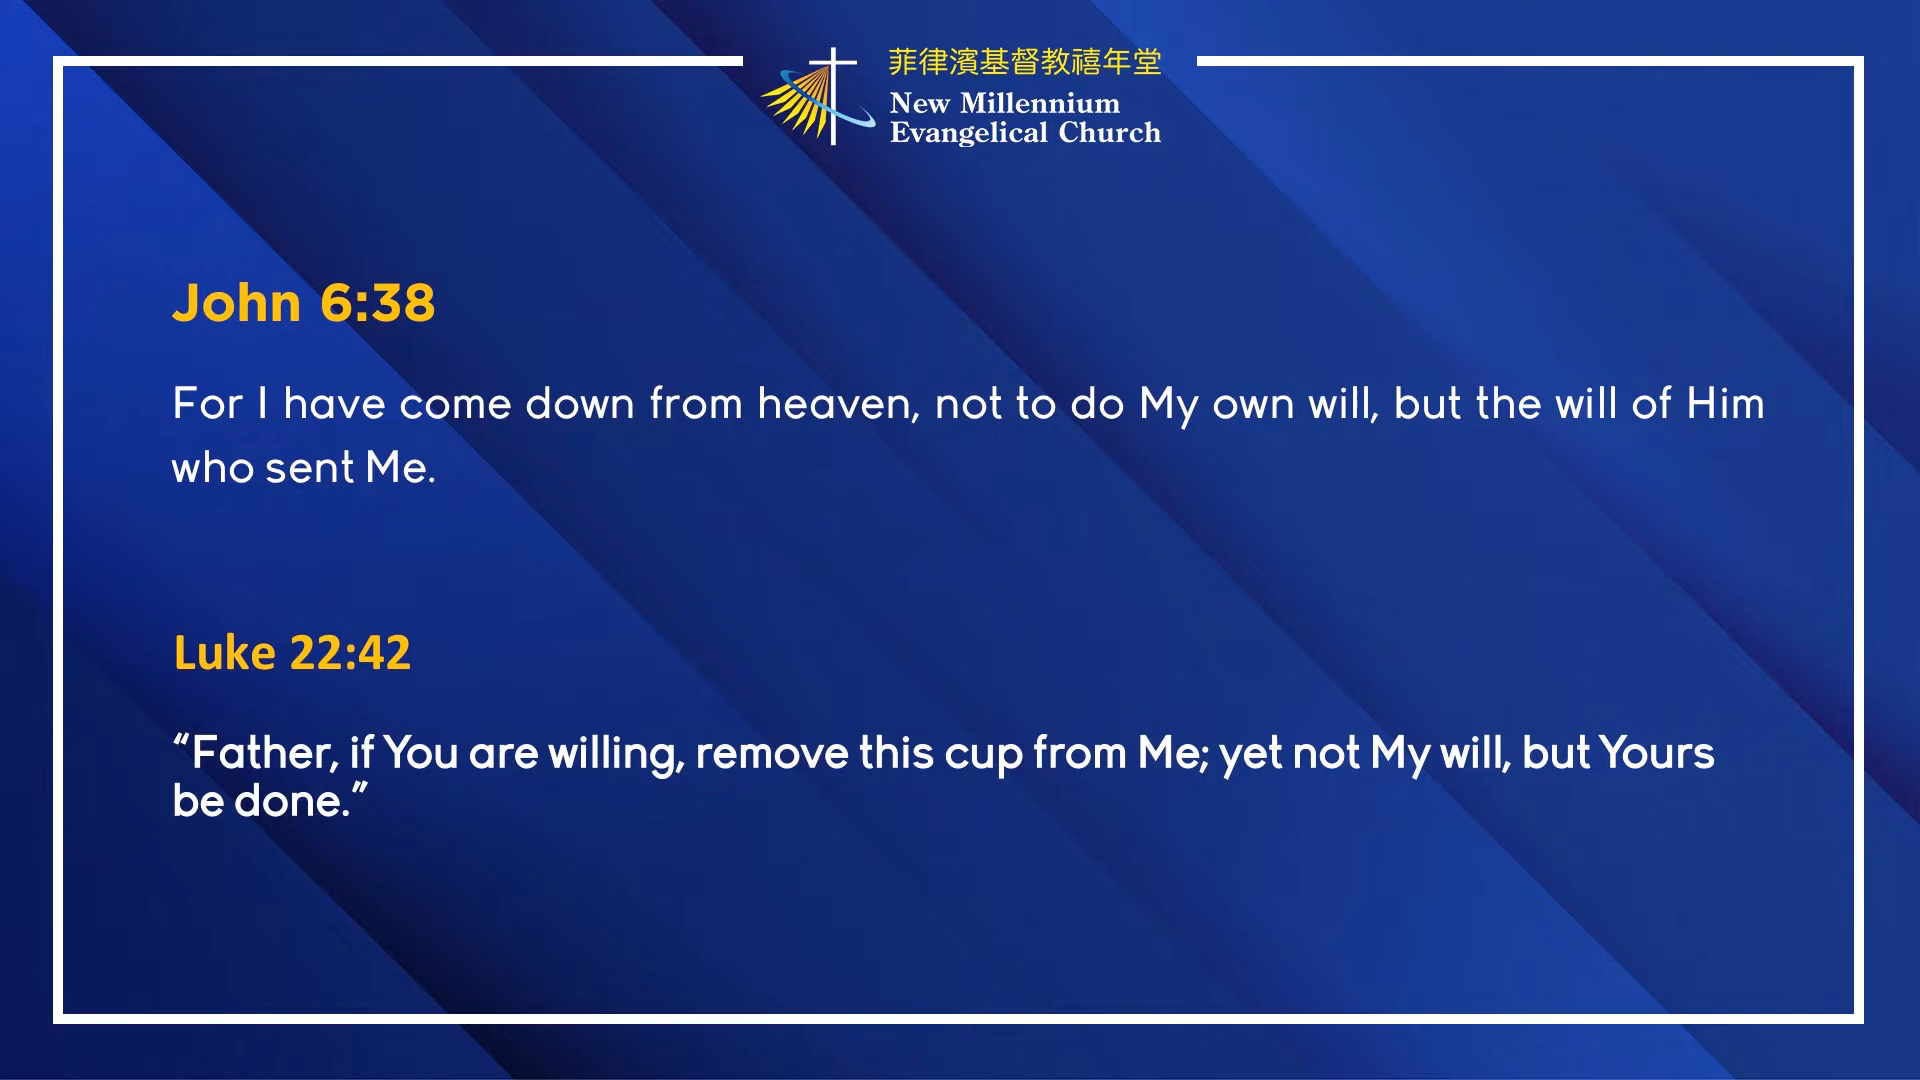 菲律濱基督教禧年堂
New Millennium
Evangelical Church
John 6:38
For I have come down from heaven, not to do My own will, but the will of Him
who sent Me.
Luke 22:42
“Father, if You are willing, remove this cup from Me; yet not My will, but Yours
be done.”